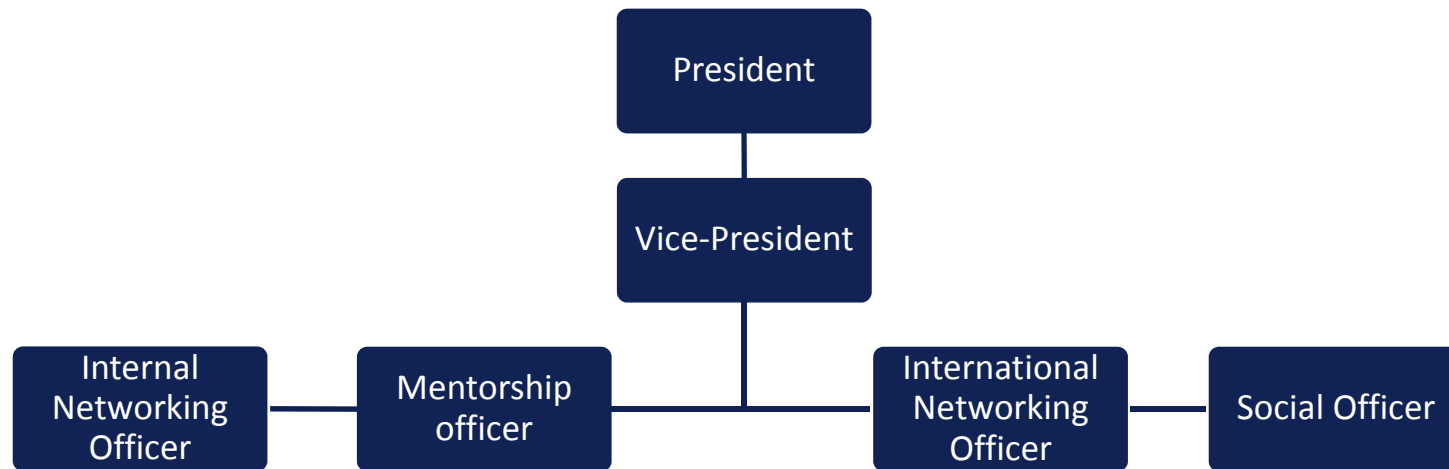 President
Vice-President
Internal
Networking
Officer
Mentorship
officer
International
Networking
Officer
Social Officer